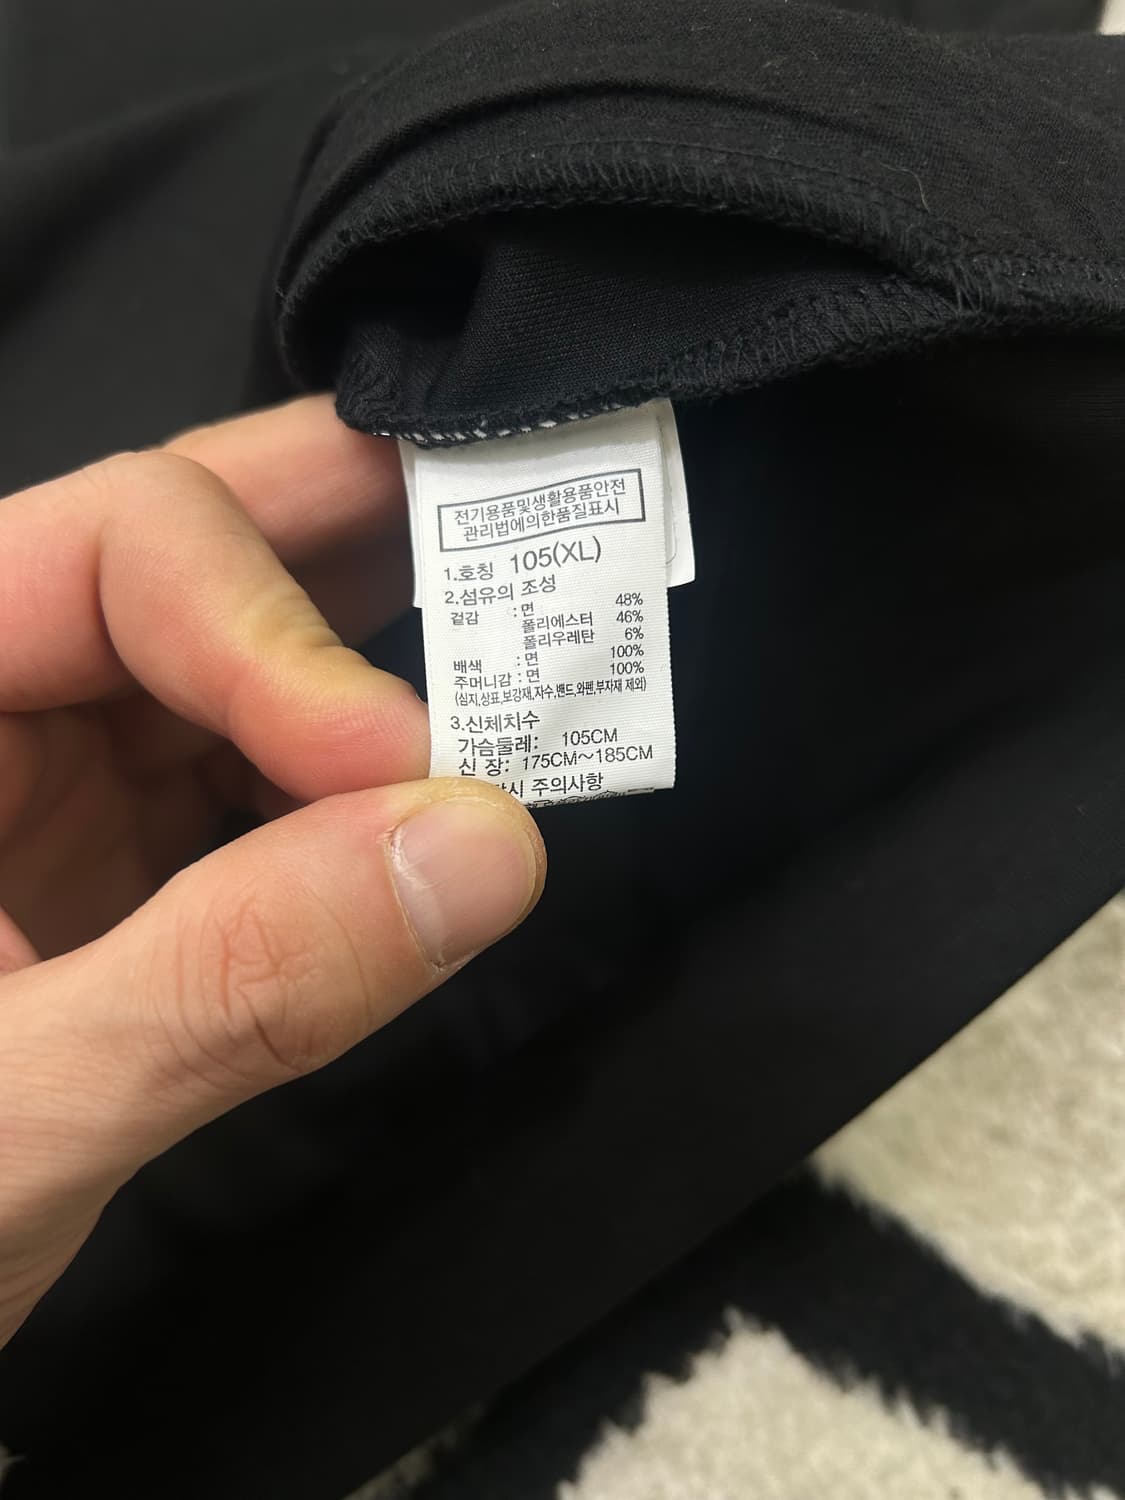 전기용품및생활용품안전
관리법에의한품질표시
1.호칭 105(XL)
2.섬유의 조성
겉감 :면 48%
폴리에스터 46%
폴리우레탄 6%
배색 :면 100%
주머니감 :면 100%
(심지,상표,보강재,자수,밴드,와펜,부자재 제외)
3.신체치수
가슴둘레: 105CM
신 장: 175CM~185CM
주의사항